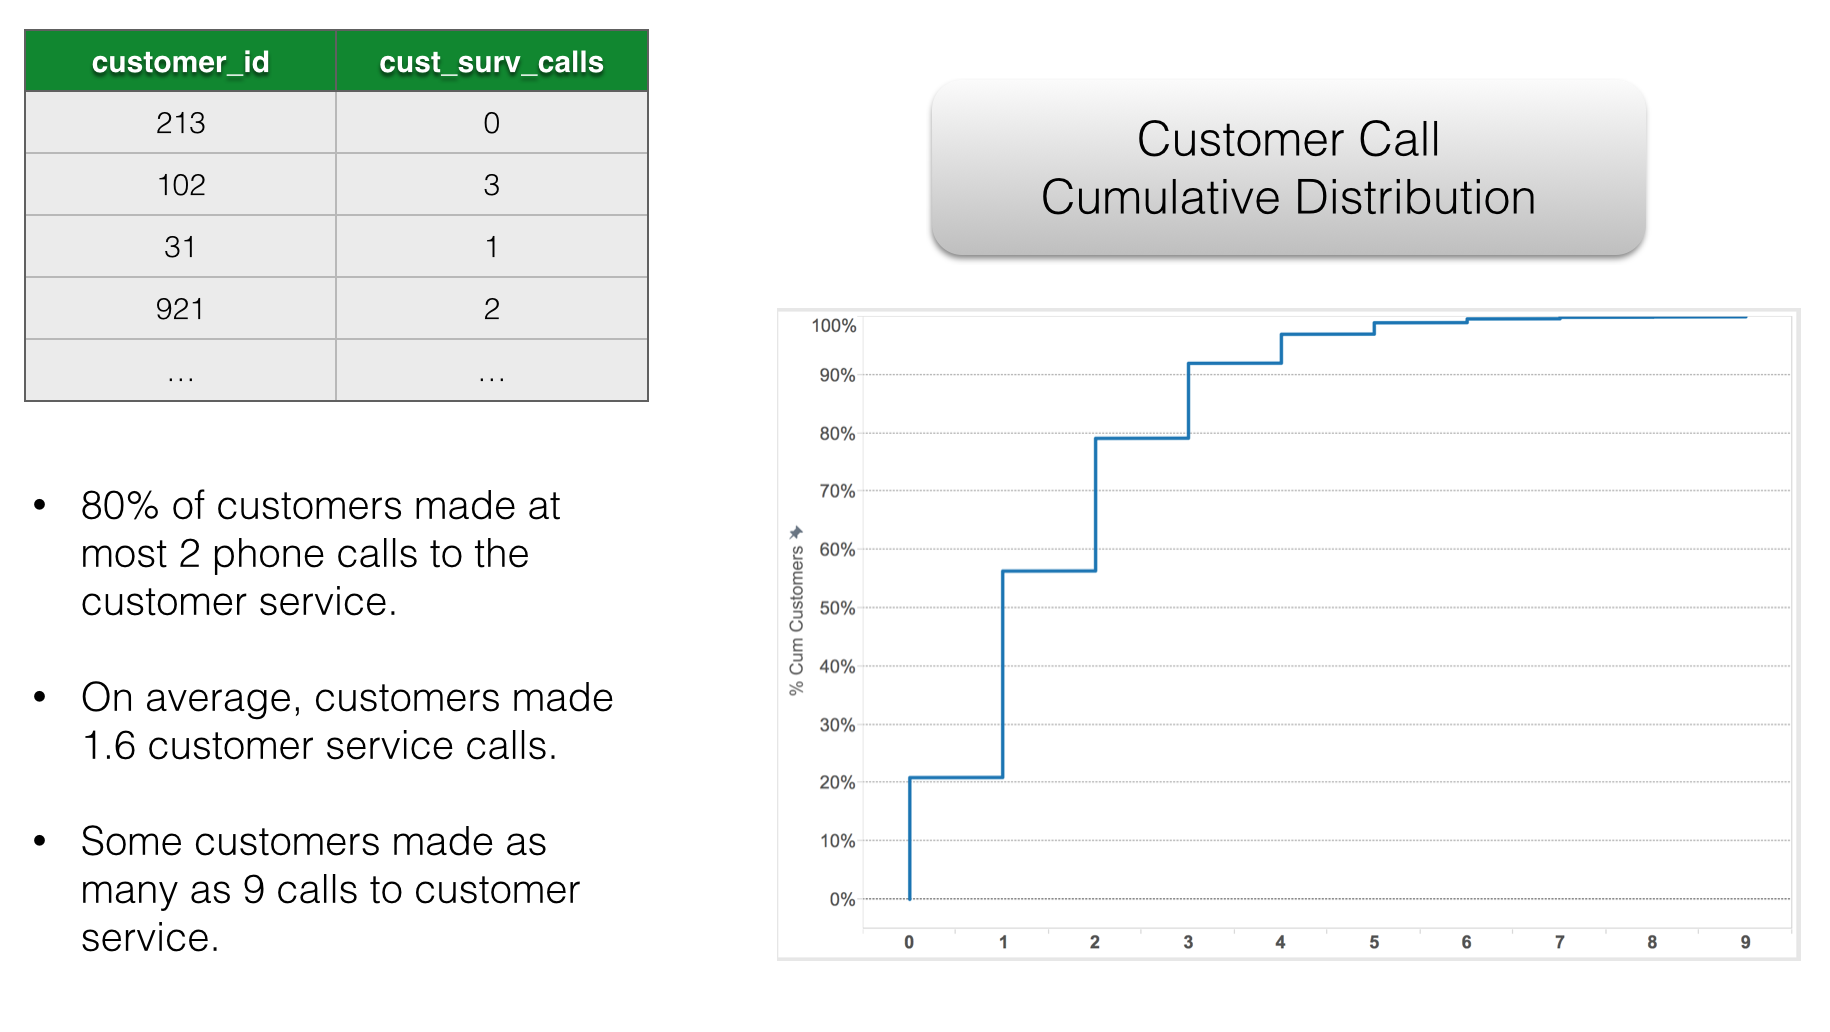 customer_id cust_surv_calls
213 0
102 3
31 1
921 2
... ...
• 80% of customers made at
most 2 phone calls to the
customer service.
• On average, customers made
1.6 customer service calls.
• Some customers made as
many as 9 calls to customer
service.
Customer Call
Cumulative Distribution
% Cum Customers
100%
90%
80%
70%
60%
50%
40%
30%
20%
10%
0%
0 1 2 3 4 5 6 7 8 9